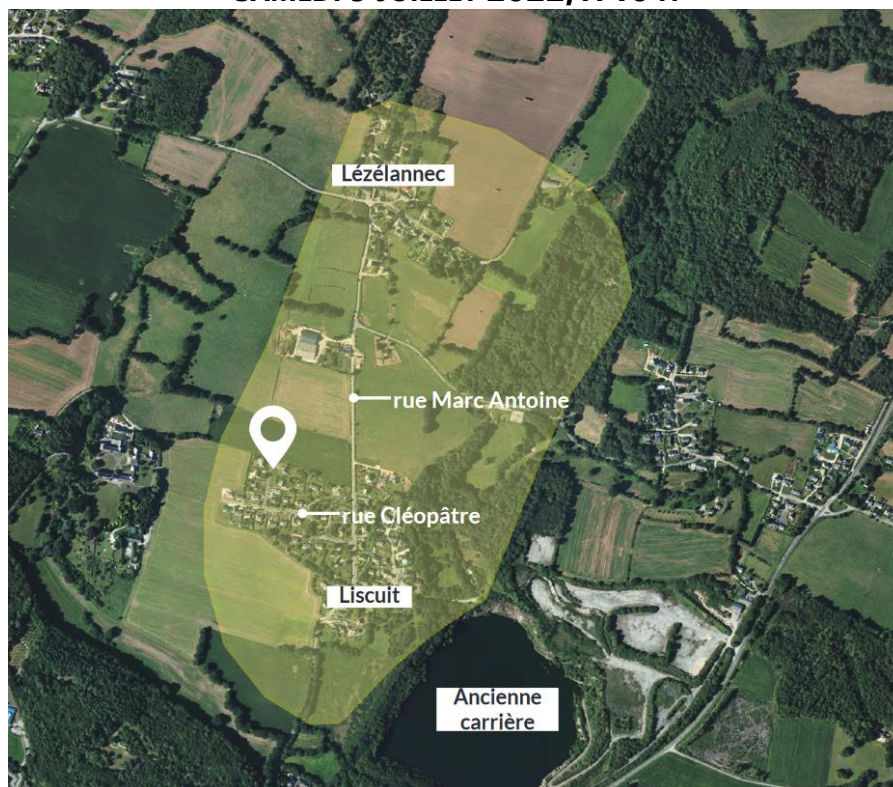 Lézélannec
rue Marc Antoine
rue Cléopâtre
Liscuit
Ancienne
carrière